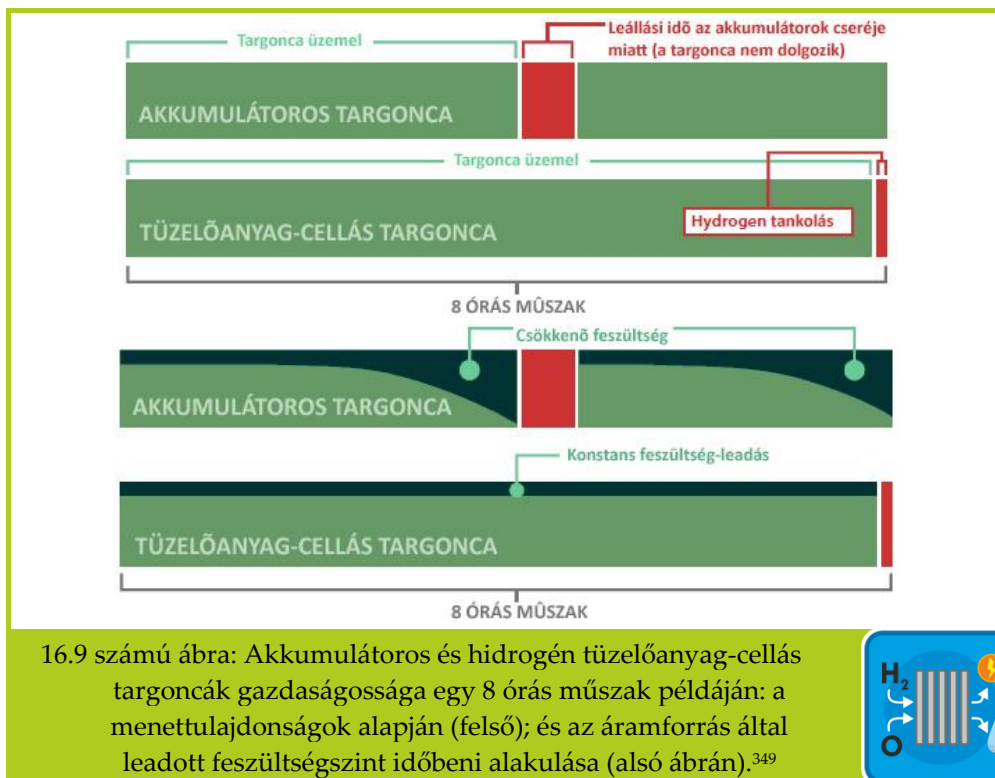 Targonca üzemel
Leállási idõ az akkumulátorok cseréje
miatt (a targonca nem dolgozik)
AKKUMULÁTOROS TARGONCA
Targonca üzemel
Hydrogen tankolás
TÜZELÕANYAG-CELLÁS TARGONCA
8 ÓRÁS MÛSZAK
Csökkenõ feszültség
AKKUMULÁTOROS TARGONCA
Konstans feszültség-leadás
TÜZELÕANYAG-CELLÁS TARGONCA
8 ÓRÁS MÛSZAK
16.9 számú ábra: Akkumulátoros és hidrogén tüzelőanyag-cellás
targoncák gazdaságossága egy 8 órás műszak példáján: a
menettulajdonságok alapján (felső); és az áramforrás által
leadott feszültségszint időbeni alakulása (alsó ábrán).³⁴⁹
H₂
O